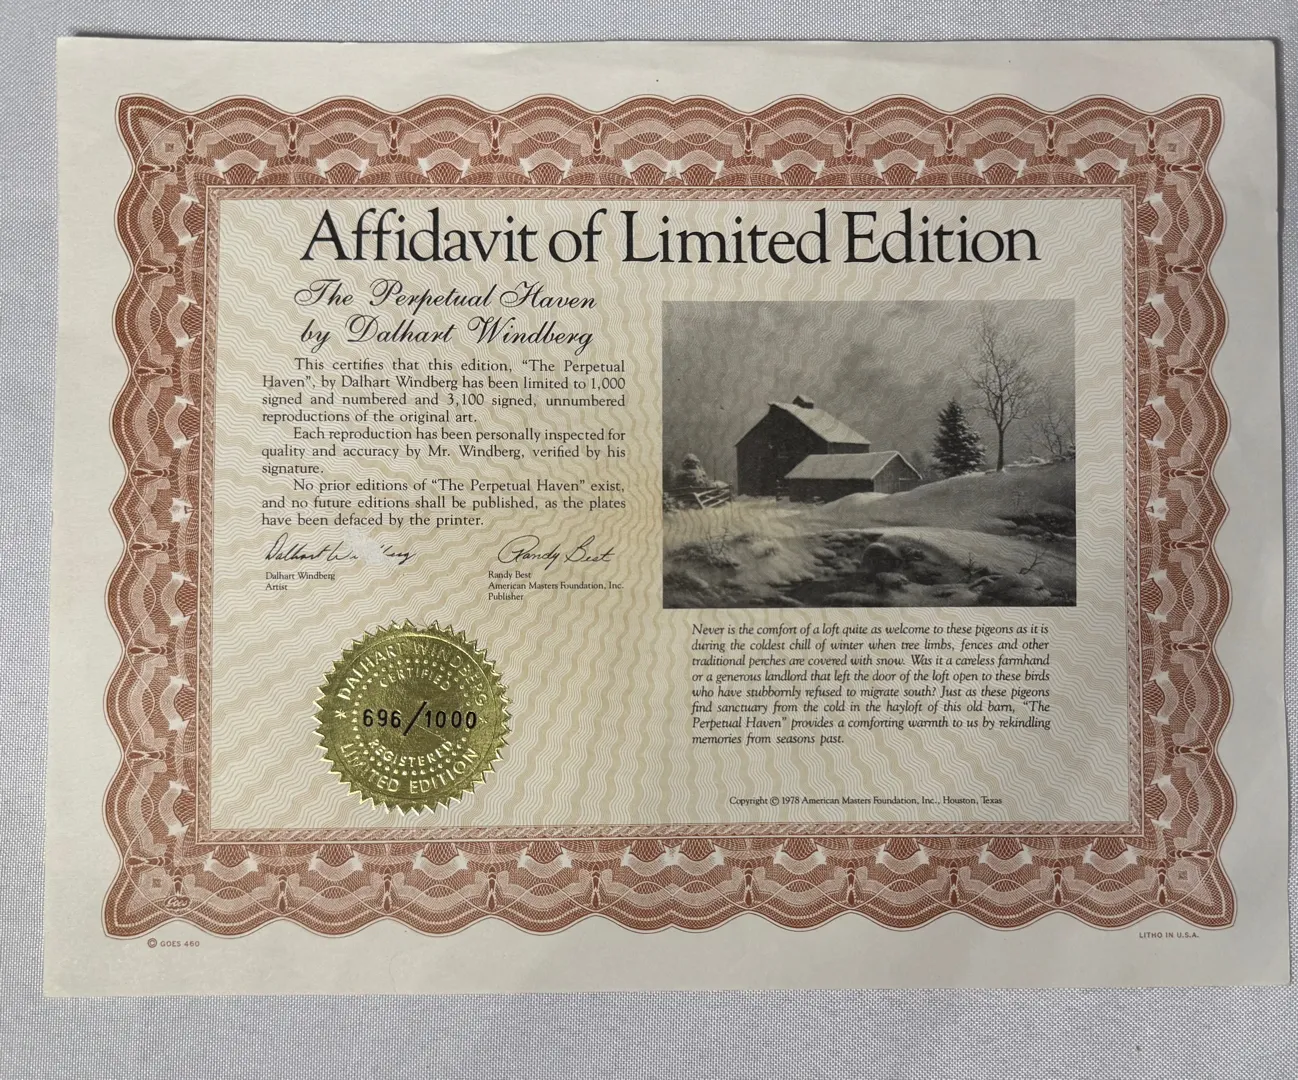 Affidavit of Limited Edition
The Perpetual Haven
by Dalhart Windberg
This certifies that this edition, “The Perpetual
Haven”, by Dalhart Windberg has been limited to 1,000
signed and numbered and 3,100 signed, unnumbered
reproductions of the original art.
Each reproduction has been personally inspected for
quality and accuracy by Mr. Windberg, verified by his
signature.
No prior editions of “The Perpetual Haven” exist,
and no future editions shall be published, as the plates
have been defaced by the printer.
Dalhart
Randy Best
Dalhart Windberg
Artist
Randy Best
American Masters Foundation, Inc.
Publisher
DALHART WINDBERG
CERTIFIED
696/1000
REGISTERED
LIMITED EDITION
Never is the comfort of a loft quite as welcome to these pigeons as it is
during the coldest chill of winter when tree limbs, fences and other
traditional perches are covered with snow. Was it a careless farmhand
or a generous landlord that left the door of the loft open to these birds
who have stubbornly refused to migrate south? Just as these pigeons
find sanctuary from the cold in the hayloft of this old barn, “The
Perpetual Haven” provides a comforting warmth to us by rekindling
memories from seasons past.
Copyright © 1978 American Masters Foundation, Inc., Houston, Texas
Goes
© GOES 460
LITHO IN U.S.A.